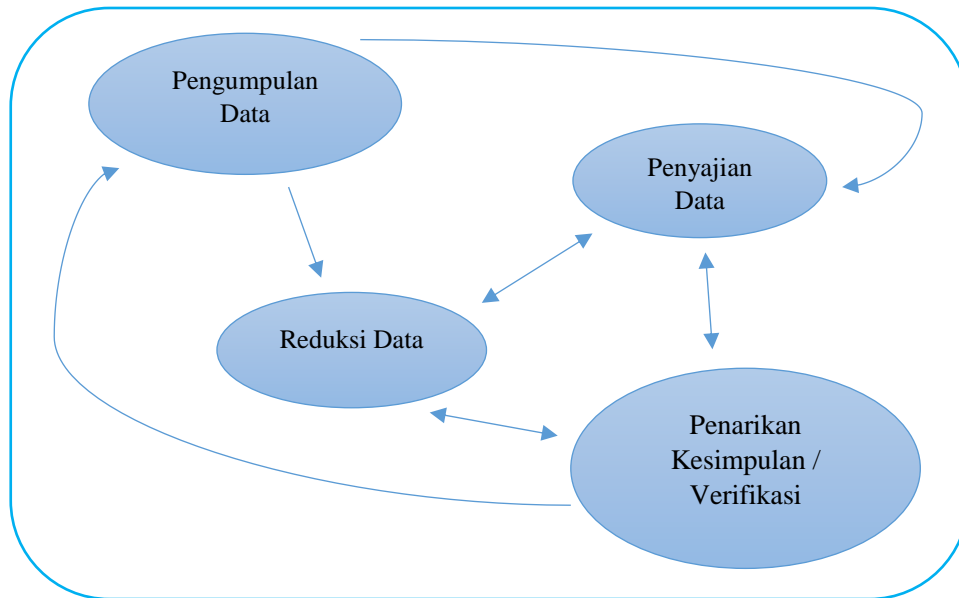 Pengumpulan
Data
Penyajian
Data
Reduksi Data
Penarikan
Kesimpulan /
Verifikasi